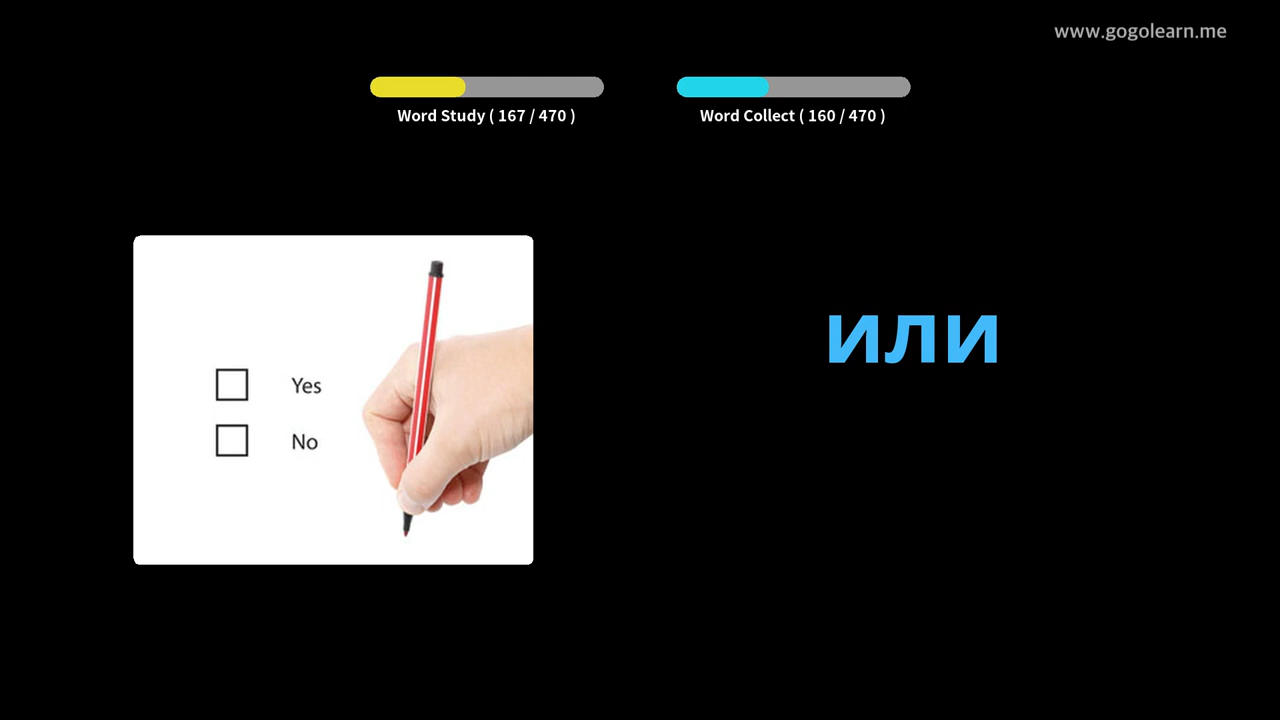 www.gogolearn.me
Word Study ( 167 / 470 )
Word Collect ( 160 / 470 )
или
Yes
No